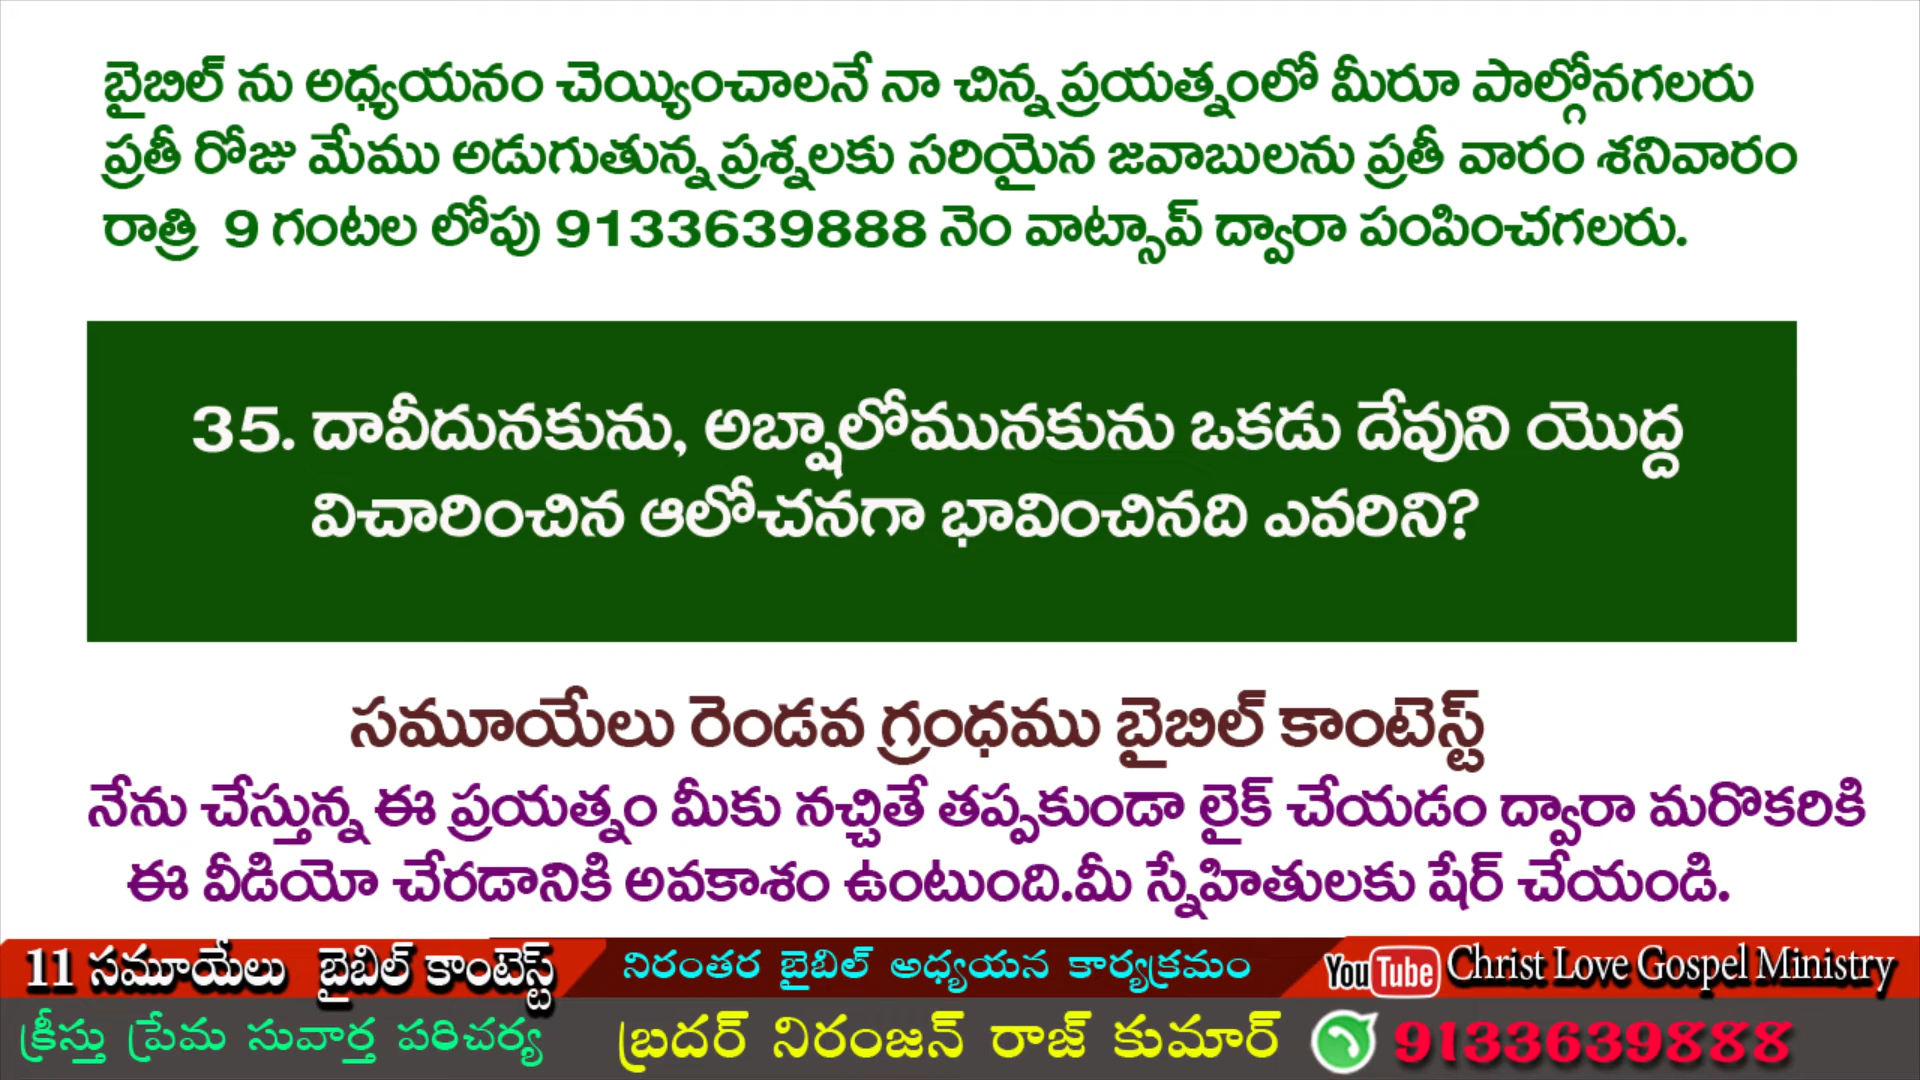 బైబిల్ ను అధ్యయనం చెయ్యించాలనే నా చిన్న ప్రయత్నంలో మీరూ పాల్గోనగలరు
ప్రతీ రోజు మేము అడుగుతున్న ప్రశ్నలకు సరియైన జవాబులను ప్రతీ వారం శనివారం
రాత్రి 9 గంటల లోపు 9133639888 నెం వాట్సాప్ ద్వారా పంపించగలరు.
35. దావీదునకును, అబ్షాలోమునకును ఒకడు దేవుని యొద్ద
విచారించిన ఆలోచనగా భావించినది ఎవరిని?
సమూయేలు రెండవ గ్రంథము బైబిల్ కాంటెస్ట్
నేను చేస్తున్న ఈ ప్రయత్నం మీకు నచ్చితే తప్పకుండా లైక్ చేయడం ద్వారా మరొకరికి
ఈ వీడియో చేరడానికి అవకాశం ఉంటుంది.మీ స్నేహితులకు షేర్ చేయండి.
11 సమూయేలు బైబిల్ కాంటెస్ట్ నిరంతర బైబిల్ అధ్యయన కార్యక్రమం YouTube Christ Love Gospel Ministry
క్రీస్తు ప్రేమ సువార్త పరిచర్య బ్రదర్ నిరంజన్ రాజ్ కుమార్ 9133639888